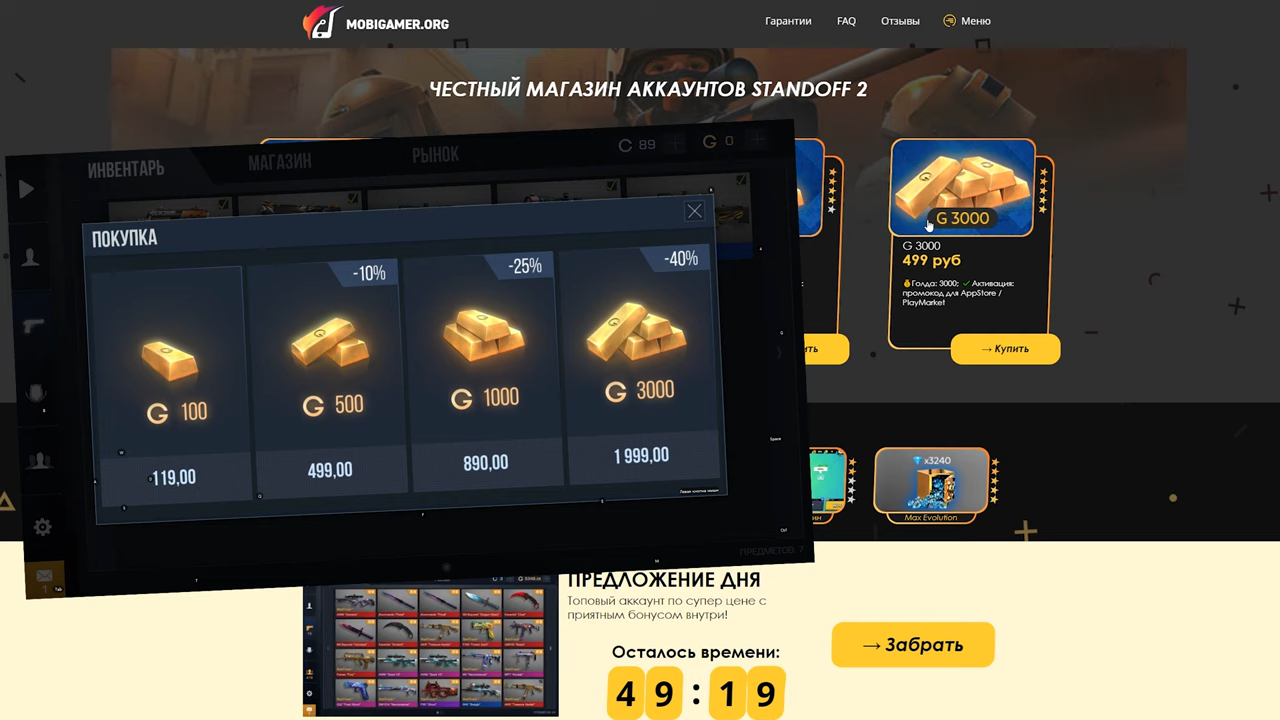 MOBIGAMER.ORG
Гарантии
FAQ
Отзывы
Меню
ЧЕСТНЫЙ МАГАЗИН АККАУНТОВ STANDOFF 2
ИНВЕНТАРЬ
МАГАЗИН
РЫНОК
C 89
G 0
ПОКУПКА
-10%
-25%
-40%
G 100
G 500
G 1000
G 3000
119,00
499,00
890,00
1 999,00
ПРЕДМЕТОВ: 7
G 3000
G 3000
499 руб
Голда: 3000; ✓ Активация:
промокод для AppStore /
PlayMarket
→ Купить
x3240
Max Evolution
ПРЕДЛОЖЕНИЕ ДНЯ
Топовый аккаунт по супер цене с
приятным бонусом внутри!
Осталось времени:
49:19
→ Забрать